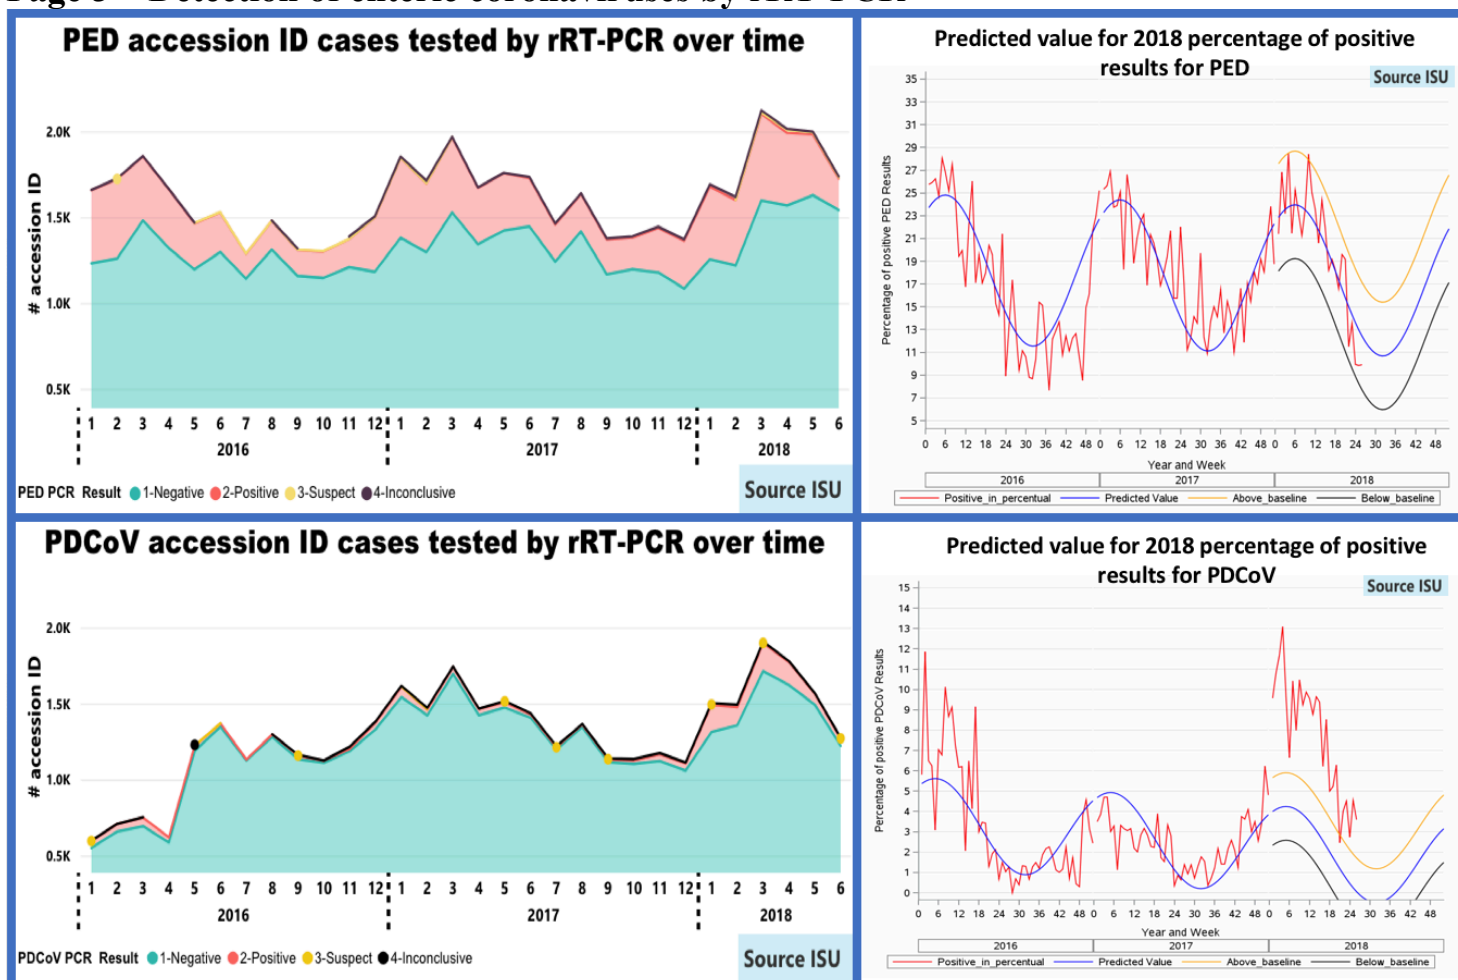 PED accession ID cases tested by rRT-PCR over time
# accession ID
2.0K
1.5K
1.0K
0.5K
1 2 3 4 5 6 7 8 9 10 11 12 1 2 3 4 5 6 7 8 9 10 11 12 1 2 3 4 5 6
2016 2017 2018
PED PCR Result 1-Negative 2-Positive 3-Suspect 4-Inconclusive
Source ISU
Predicted value for 2018 percentage of positive
results for PED
Source ISU
Percentage of positive PED Results
35
33
31
29
27
25
23
21
19
17
15
13
11
9
7
5
0 6 12 18 24 30 36 42 48 0 6 12 18 24 30 36 42 48 0 6 12 18 24 30 36 42 48
Year and Week
2016 2017 2018
Positive_in_percentual Predicted Value Above_baseline Below_baseline
PDCoV accession ID cases tested by rRT-PCR over time
# accession ID
2.0K
1.5K
1.0K
0.5K
1 2 3 4 5 6 7 8 9 10 11 12 1 2 3 4 5 6 7 8 9 10 11 12 1 2 3 4 5 6
2016 2017 2018
PDCoV PCR Result 1-Negative 2-Positive 3-Suspect 4-Inconclusive
Source ISU
Predicted value for 2018 percentage of positive
results for PDCoV
Source ISU
Percentage of positive PDCoV Results
15
14
13
12
11
10
9
8
7
6
5
4
3
2
1
0
0 6 12 18 24 30 36 42 48 0 6 12 18 24 30 36 42 48 0 6 12 18 24 30 36 42 48
Year and Week
2016 2017 2018
Positive_in_percentual Predicted Value Above_baseline Below_baseline